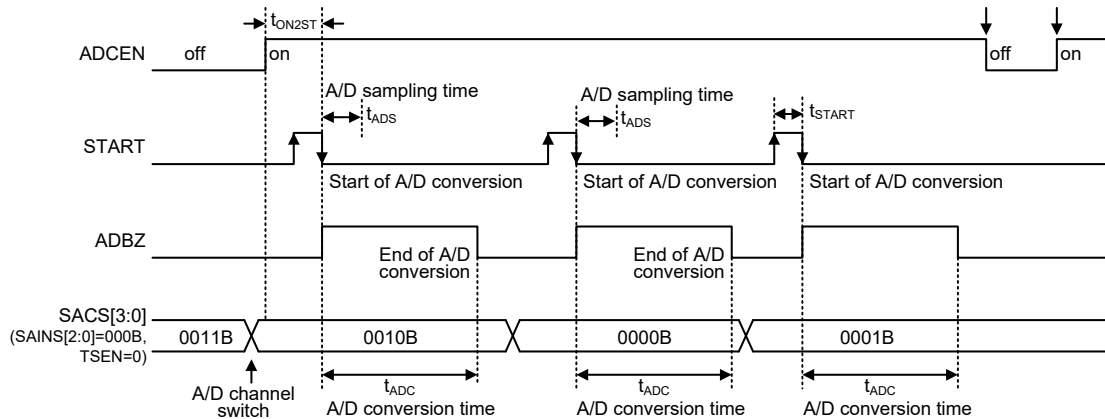 tON2ST
ADCEN
off
on
off
on
A/D sampling time
tADS
A/D sampling time
tADS
tSTART
START
Start of A/D conversion
Start of A/D conversion
Start of A/D conversion
ADBZ
End of A/D
conversion
End of A/D
conversion
SACS[3:0]
(SAINS[2:0]=000B,
TSEN=0)
0011B
0010B
0000B
0001B
A/D channel
switch
tADC
A/D conversion time
tADC
A/D conversion time
tADC
A/D conversion time